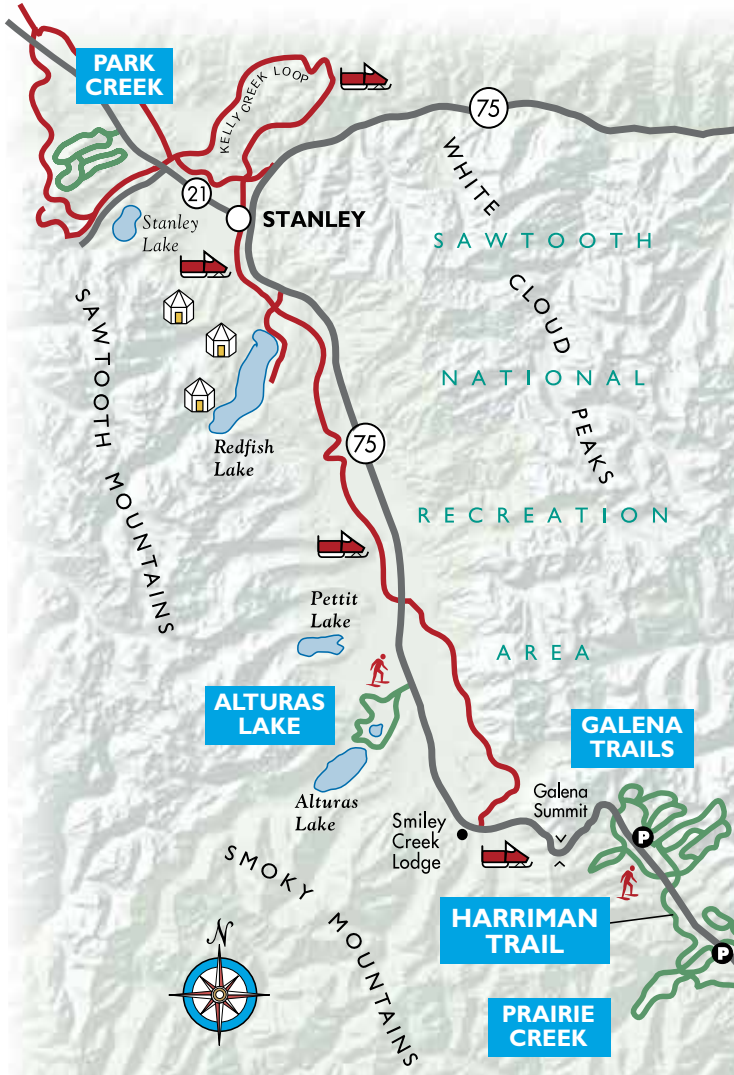 PARK
CREEK
KELLY CREEK LOOP
75
WHITE
CLOUD
PEAKS
21
STANLEY
Stanley
Lake
SAWTOOTH
NATIONAL
RECREATION
AREA
SAWTOOTH MOUNTAINS
Redfish
Lake
75
Pettit
Lake
ALTURAS
LAKE
Alturas
Lake
GALENA
TRAILS
Galena
Summit
Smiley
Creek
Lodge
P
SMOKY MOUNTAINS
HARRIMAN
TRAIL
P
N
PRAIRIE
CREEK